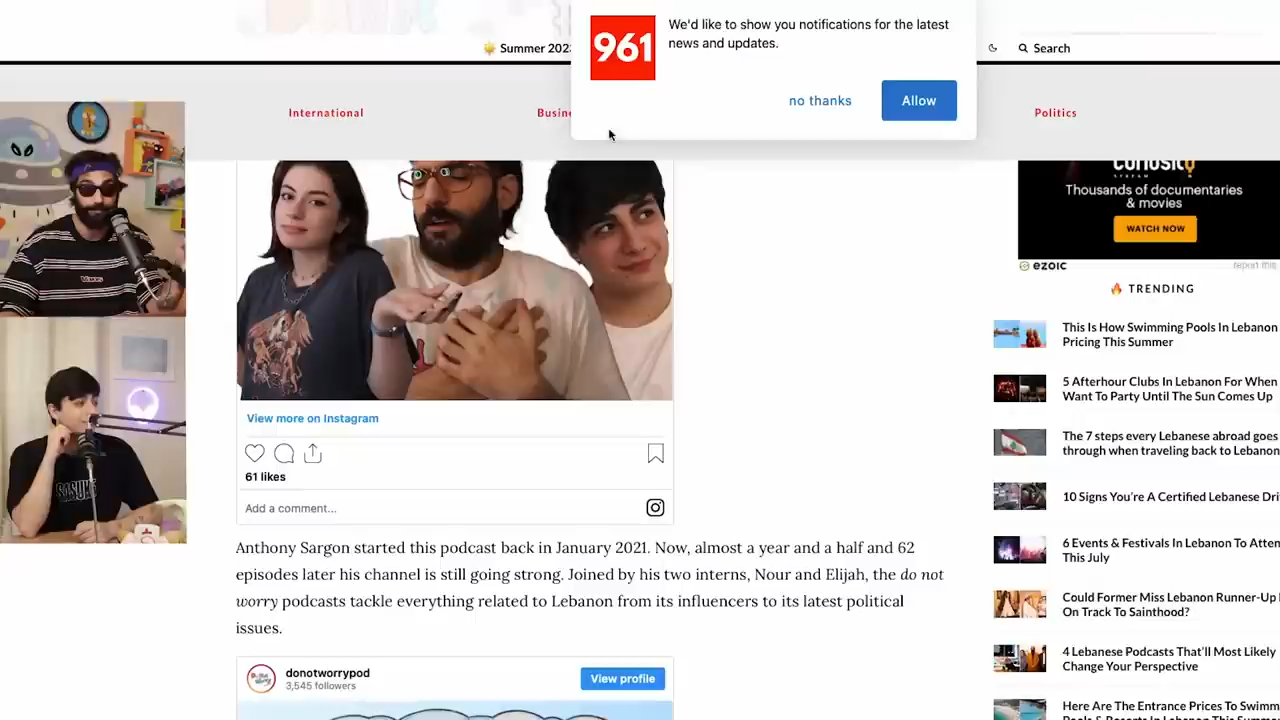 We'd like to show you notifications for the latest
news and updates.
961
no thanks
Allow
Summer 202
Search
International
Busine
Politics
STREAM
Thousands of documentaries
& movies
WATCH NOW
ezoic
report this
TRENDING
This Is How Swimming Pools In Lebanon
Pricing This Summer
5 Afterhour Clubs In Lebanon For When
Want To Party Until The Sun Comes Up
The 7 steps every Lebanese abroad goes
through when traveling back to Lebanon
10 Signs You're A Certified Lebanese Dri
6 Events & Festivals In Lebanon To Atten
This July
Could Former Miss Lebanon Runner-Up
On Track To Sainthood?
4 Lebanese Podcasts That'll Most Likely
Change Your Perspective
Here Are The Entrance Prices To Swimm
View more on Instagram
61 likes
Add a comment...
Anthony Sargon started this podcast back in January 2021. Now, almost a year and a half and 62
episodes later his channel is still going strong. Joined by his two interns, Nour and Elijah, the do not
worry podcasts tackle everything related to Lebanon from its influencers to its latest political
issues.
donotworrypod
3,545 followers
View profile